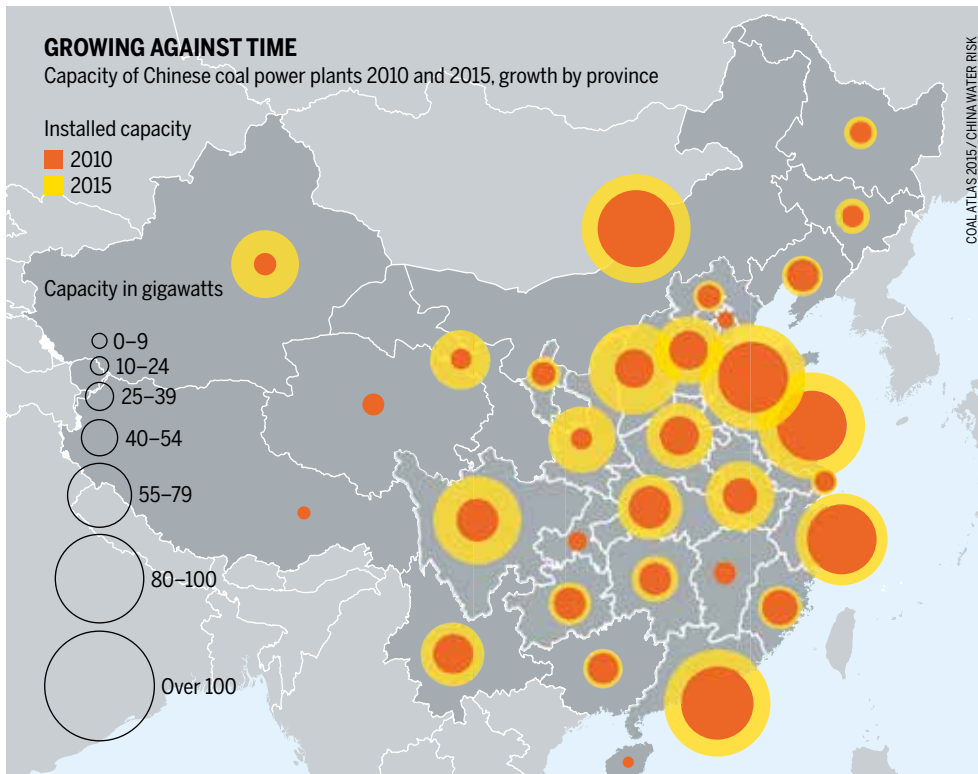 GROWING AGAINST TIME
Capacity of Chinese coal power plants 2010 and 2015, growth by province
Installed capacity
2010
2015
Capacity in gigawatts
0–9
10–24
25–39
40–54
55–79
80–100
Over 100
COAL ATLAS 2015 / CHINA WATER RISK